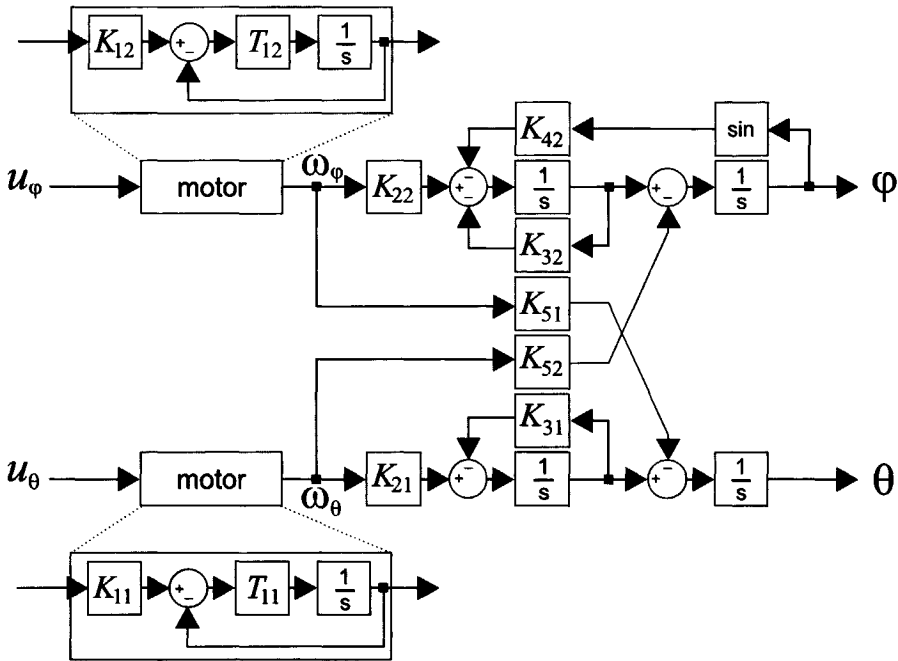 K12 + − T12 1/s
K42 sin
uφ motor ωφ K22 + − − 1/s + − 1/s φ
K32
K51
K52
K31
uθ motor ωθ K21 + − 1/s + − 1/s θ
K11 + − T11 1/s